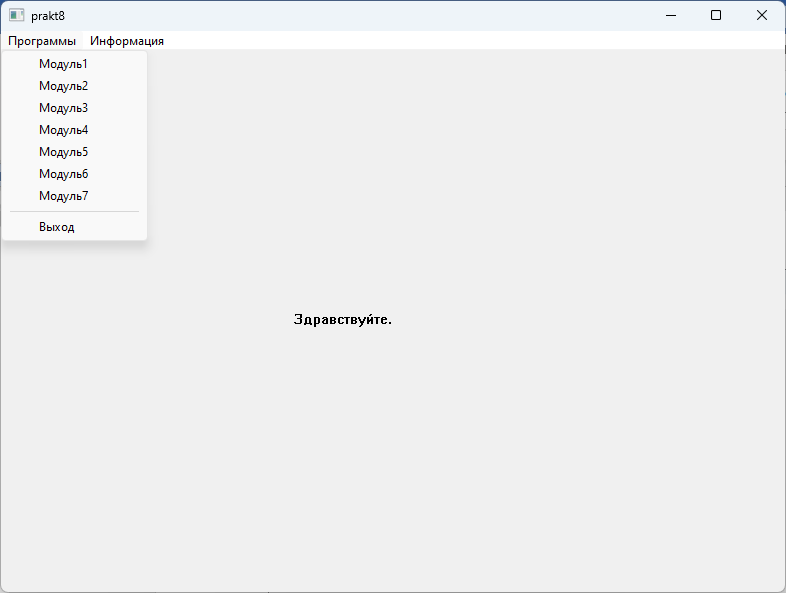 prakt8
Программы Информация
Модуль1
Модуль2
Модуль3
Модуль4
Модуль5
Модуль6
Модуль7
Выход
Здравствуйте.